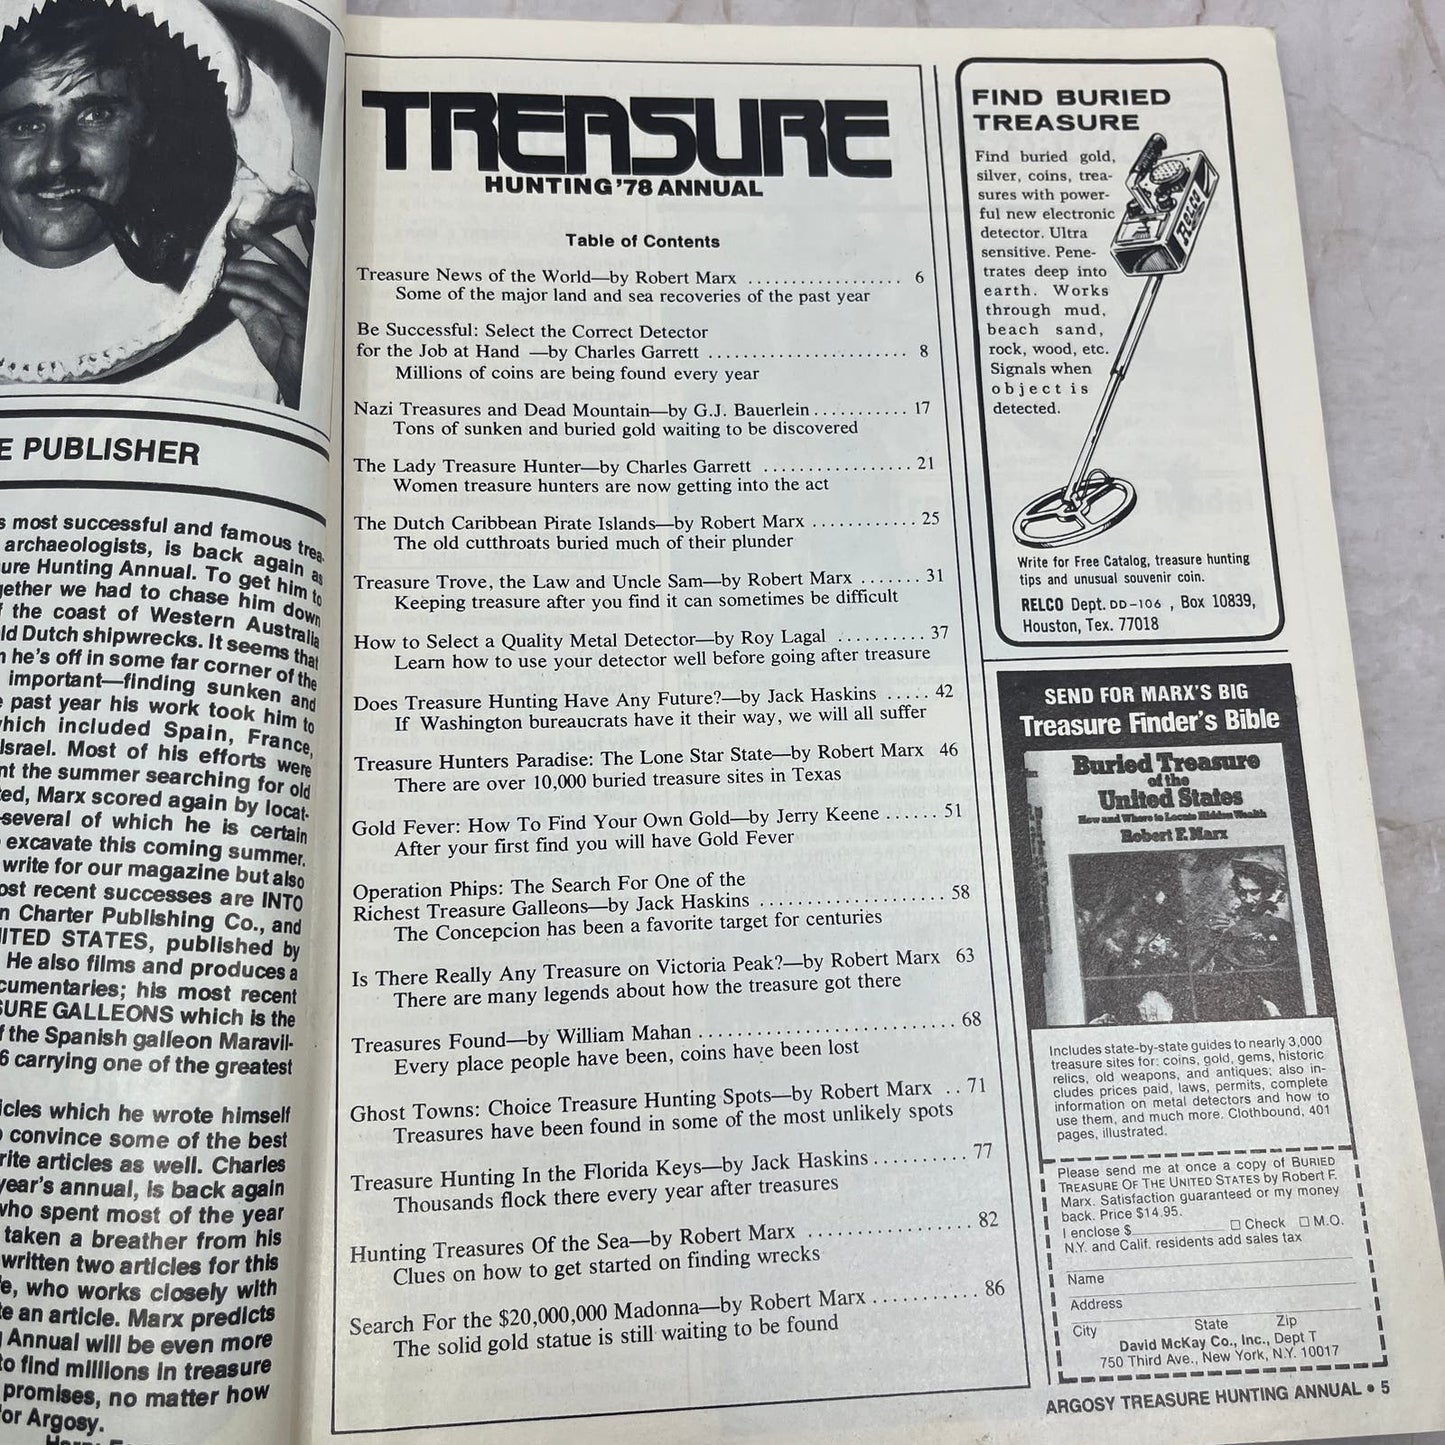 E PUBLISHER
s most successful and famous trea-
archaeologists, is back again as
ure Hunting Annual. To get him to
gether we had to chase him down
f the coast of Western Australia
ld Dutch shipwrecks. It seems that
n he's off in some far corner of the
important—finding sunken and
e past year his work took him to
which included Spain, France,
Israel. Most of his efforts were
nt the summer searching for old
ted, Marx scored again by locat-
-several of which he is certain
o excavate this coming summer.
write for our magazine but also
ost recent successes are INTO
n Charter Publishing Co., and
NITED STATES, published by
He also films and produces a
cumentaries; his most recent
SURE GALLEONS which is the
f the Spanish galleon Maravil-
6 carrying one of the greatest
icles which he wrote himself
o convince some of the best
rite articles as well. Charles
year's annual, is back again
who spent most of the year
taken a breather from his
written two articles for this
e, who works closely with
te an article. Marx predicts
g Annual will be even more
to find millions in treasure
promises, no matter how
for Argosy.
TREASURE
HUNTING '78 ANNUAL
Table of Contents
Treasure News of the World—by Robert Marx .................. 6
Some of the major land and sea recoveries of the past year
Be Successful: Select the Correct Detector
for the Job at Hand —by Charles Garrett ........................ 8
Millions of coins are being found every year
Nazi Treasures and Dead Mountain—by G.J. Bauerlein ........... 17
Tons of sunken and buried gold waiting to be discovered
The Lady Treasure Hunter—by Charles Garrett .................. 21
Women treasure hunters are now getting into the act
The Dutch Caribbean Pirate Islands—by Robert Marx ............ 25
The old cutthroats buried much of their plunder
Treasure Trove, the Law and Uncle Sam—by Robert Marx ....... 31
Keeping treasure after you find it can sometimes be difficult
How to Select a Quality Metal Detector—by Roy Lagal .......... 37
Learn how to use your detector well before going after treasure
Does Treasure Hunting Have Any Future?—by Jack Haskins ..... 42
If Washington bureaucrats have it their way, we will all suffer
Treasure Hunters Paradise: The Lone Star State—by Robert Marx 46
There are over 10,000 buried treasure sites in Texas
Gold Fever: How To Find Your Own Gold—by Jerry Keene ...... 51
After your first find you will have Gold Fever
Operation Phips: The Search For One of the
Richest Treasure Galleons—by Jack Haskins ..................... 58
The Concepcion has been a favorite target for centuries
Is There Really Any Treasure on Victoria Peak?—by Robert Marx 63
There are many legends about how the treasure got there
Treasures Found—by William Mahan ............................ 68
Every place people have been, coins have been lost
Ghost Towns: Choice Treasure Hunting Spots—by Robert Marx .. 71
Treasures have been found in some of the most unlikely spots
Treasure Hunting In the Florida Keys—by Jack Haskins .......... 77
Thousands flock there every year after treasures
Hunting Treasures Of the Sea—by Robert Marx .................. 82
Clues on how to get started on finding wrecks
Search For the $20,000,000 Madonna—by Robert Marx ........... 86
The solid gold statue is still waiting to be found
FIND BURIED
TREASURE
Find buried gold,
silver, coins, trea-
sures with power-
ful new electronic
detector. Ultra
sensitive. Pene-
trates deep into
earth. Works
through mud,
beach sand,
rock, wood, etc.
Signals when
object is
detected.
RELCO
Write for Free Catalog, treasure hunting
tips and unusual souvenir coin.
RELCO Dept. DD-106 , Box 10839,
Houston, Tex. 77018
SEND FOR MARX'S BIG
Treasure Finder's Bible
Buried Treasure
of the
United States
How and Where to Locate Hidden Wealth
Robert F. Marx
Includes state-by-state guides to nearly 3,000
treasure sites for: coins, gold, gems, historic
relics, old weapons, and antiques; also in-
cludes prices paid, laws, permits, complete
information on metal detectors and how to
use them, and much more. Clothbound, 401
pages, illustrated.
Please send me at once a copy of BURIED
TREASURE OF THE UNITED STATES by Robert F.
Marx. Satisfaction guaranteed or my money
back. Price $14.95.
I enclose $____________ □ Check □ M.O.
N.Y. and Calif. residents add sales tax
Name
Address
City State Zip
David McKay Co., Inc., Dept T
750 Third Ave., New York, N.Y. 10017
ARGOSY TREASURE HUNTING ANNUAL • 5